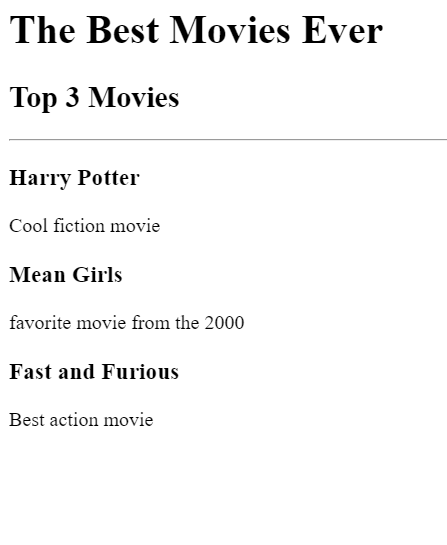 The Best Movies Ever
Top 3 Movies
Harry Potter
Cool fiction movie
Mean Girls
favorite movie from the 2000
Fast and Furious
Best action movie